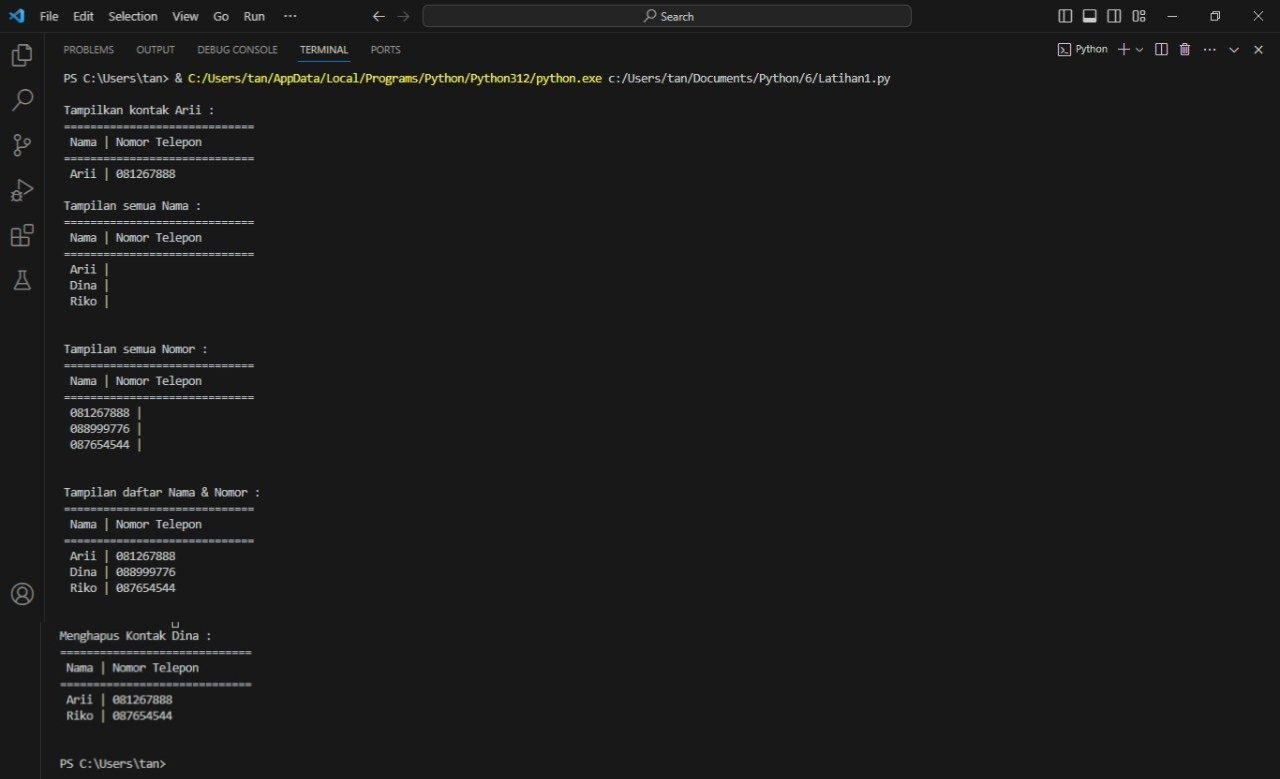 File Edit Selection View Go Run ··· Search
PROBLEMS OUTPUT DEBUG CONSOLE TERMINAL PORTS Python
PS C:\Users\tan> & C:/Users/tan/AppData/Local/Programs/Python/Python312/python.exe c:/Users/tan/Documents/Python/6/Latihan1.py
Tampilkan kontak Arii :
=============================
Nama | Nomor Telepon
=============================
Arii | 081267888
Tampilan semua Nama :
=============================
Nama | Nomor Telepon
=============================
Arii |
Dina |
Riko |
Tampilan semua Nomor :
=============================
Nama | Nomor Telepon
=============================
081267888 |
088999776 |
087654544 |
Tampilan daftar Nama & Nomor :
=============================
Nama | Nomor Telepon
=============================
Arii | 081267888
Dina | 088999776
Riko | 087654544
Menghapus Kontak Dina :
=============================
Nama | Nomor Telepon
=============================
Arii | 081267888
Riko | 087654544
PS C:\Users\tan>